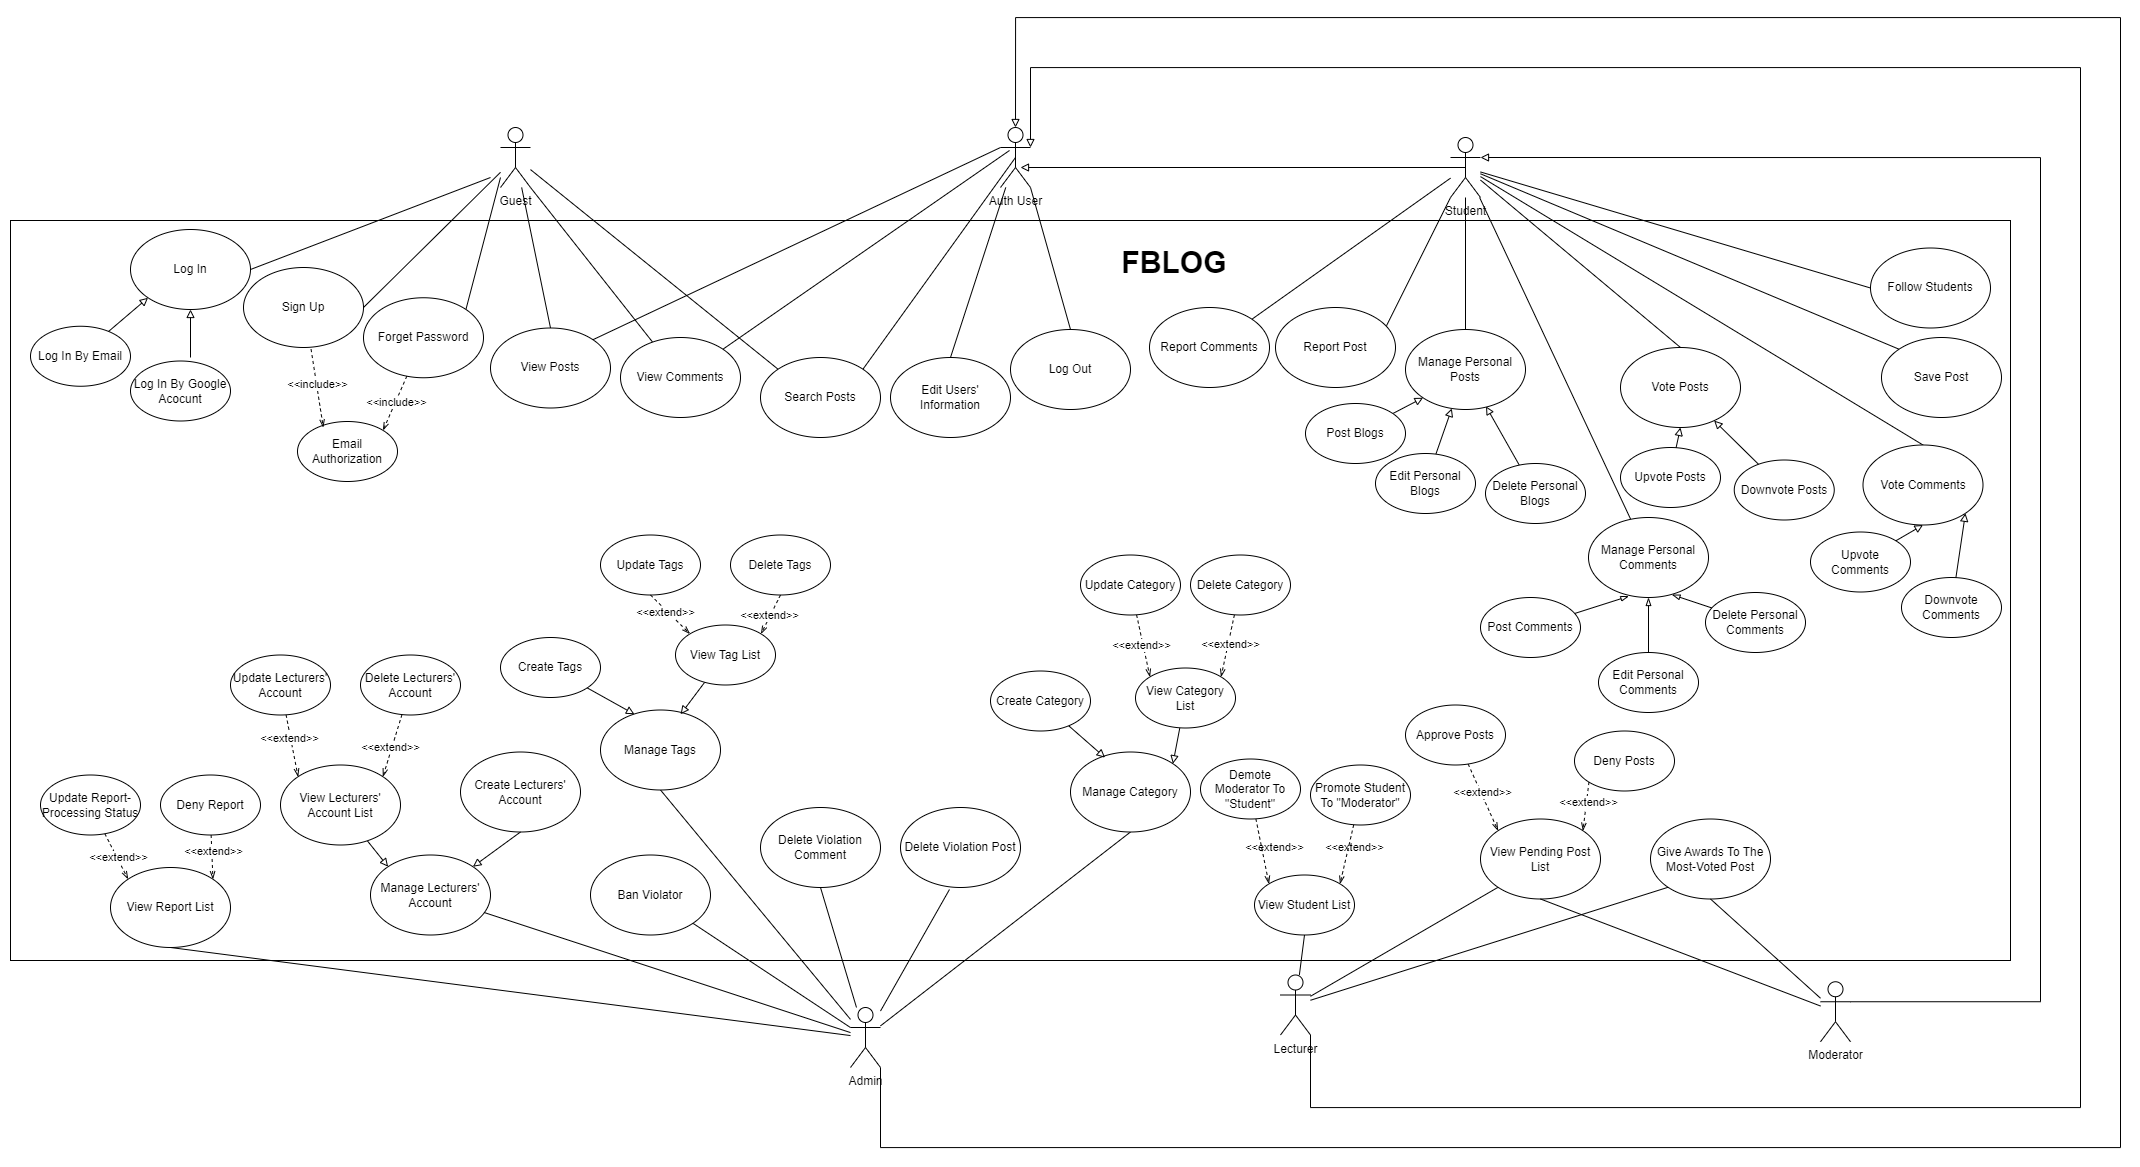 Guest
Auth User
Student
FBLOG
Log In
Sign Up
Forget Password
Log In By Email
Log In By Google
Acocunt
<<include>>
<<include>>
Email
Authorization
View Posts
View Comments
Search Posts
Edit Users'
Information
Log Out
Report Comments
Report Post
Manage Personal
Posts
Post Blogs
Edit Personal
Blogs
Delete Personal
Blogs
Vote Posts
Upvote Posts
Downvote Posts
Follow Students
Save Post
Vote Comments
Upvote
Comments
Downvote
Comments
Manage Personal
Comments
Post Comments
Edit Personal
Comments
Delete Personal
Comments
Update Tags
Delete Tags
<<extend>>
<<extend>>
View Tag List
Create Tags
Manage Tags
Update Category
Delete Category
<<extend>>
<<extend>>
View Category
List
Create Category
Manage Category
Update Lecturers'
Account
Delete Lecturers'
Account
<<extend>>
<<extend>>
View Lecturers'
Account List
Create Lecturers'
Account
Manage Lecturers'
Account
Update Report-
Processing Status
Deny Report
<<extend>>
<<extend>>
View Report List
Ban Violator
Delete Violation
Comment
Delete Violation Post
Demote
Moderator To
"Student"
Promote Student
To "Moderator"
<<extend>>
<<extend>>
View Student List
Approve Posts
Deny Posts
<<extend>>
<<extend>>
View Pending Post
List
Give Awards To The
Most-Voted Post
Admin
Lecturer
Moderator